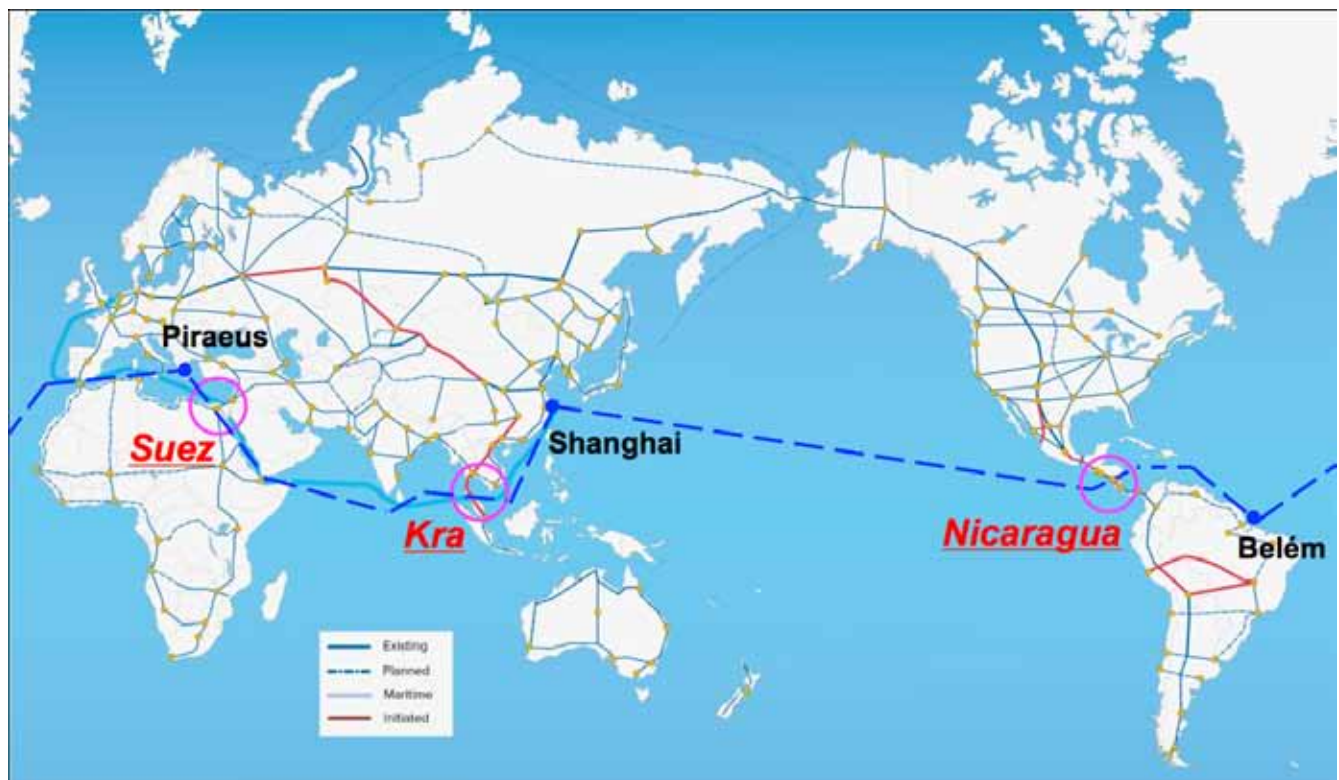 Piraeus
Suez
Shanghai
Kra
Nicaragua
Belém
Existing
Planned
Maritime
Initiated